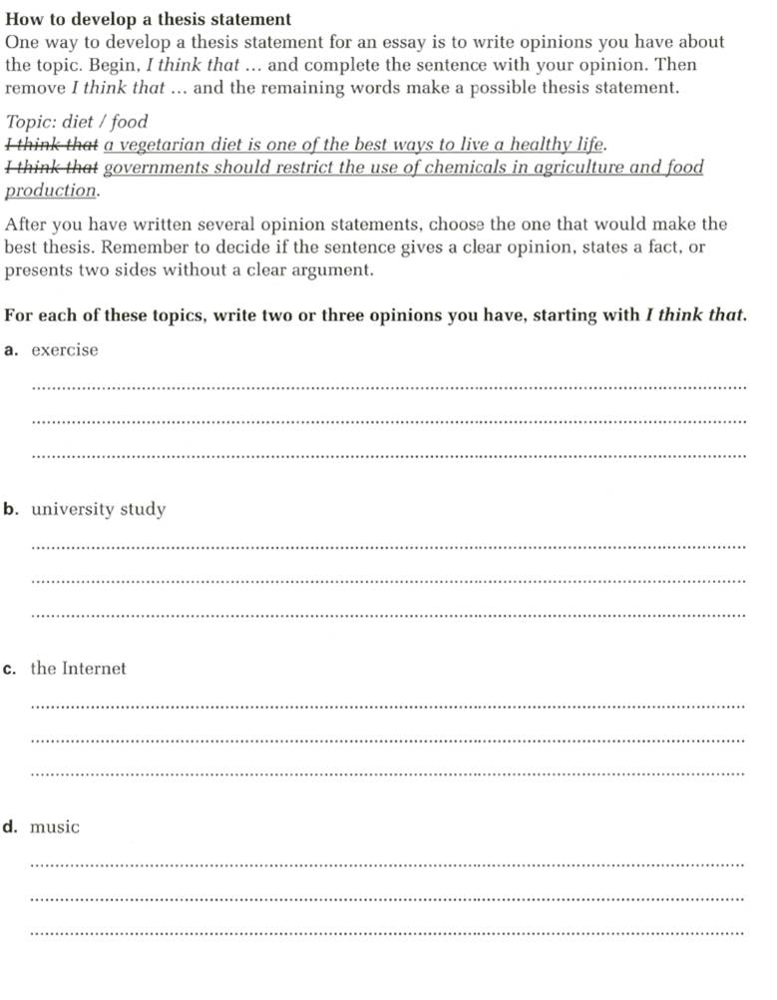 How to develop a thesis statement
One way to develop a thesis statement for an essay is to write opinions you have about
the topic. Begin, I think that ... and complete the sentence with your opinion. Then
remove I think that ... and the remaining words make a possible thesis statement.
Topic: diet / food
I think that a vegetarian diet is one of the best ways to live a healthy life.
I think that governments should restrict the use of chemicals in agriculture and food
production.
After you have written several opinion statements, choose the one that would make the
best thesis. Remember to decide if the sentence gives a clear opinion, states a fact, or
presents two sides without a clear argument.
For each of these topics, write two or three opinions you have, starting with I think that.
a. exercise
b. university study
c. the Internet
d. music